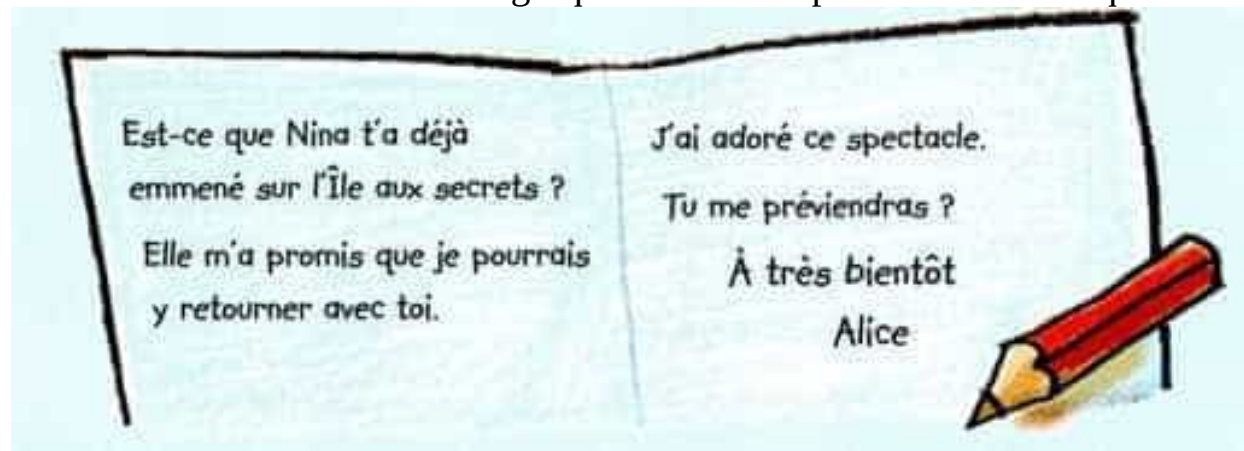 Est-ce que Nina t'a déjà
emmené sur l'Île aux secrets ?
Elle m'a promis que je pourrais
y retourner avec toi.
J'ai adoré ce spectacle.
Tu me préviendras ?
À très bientôt
Alice